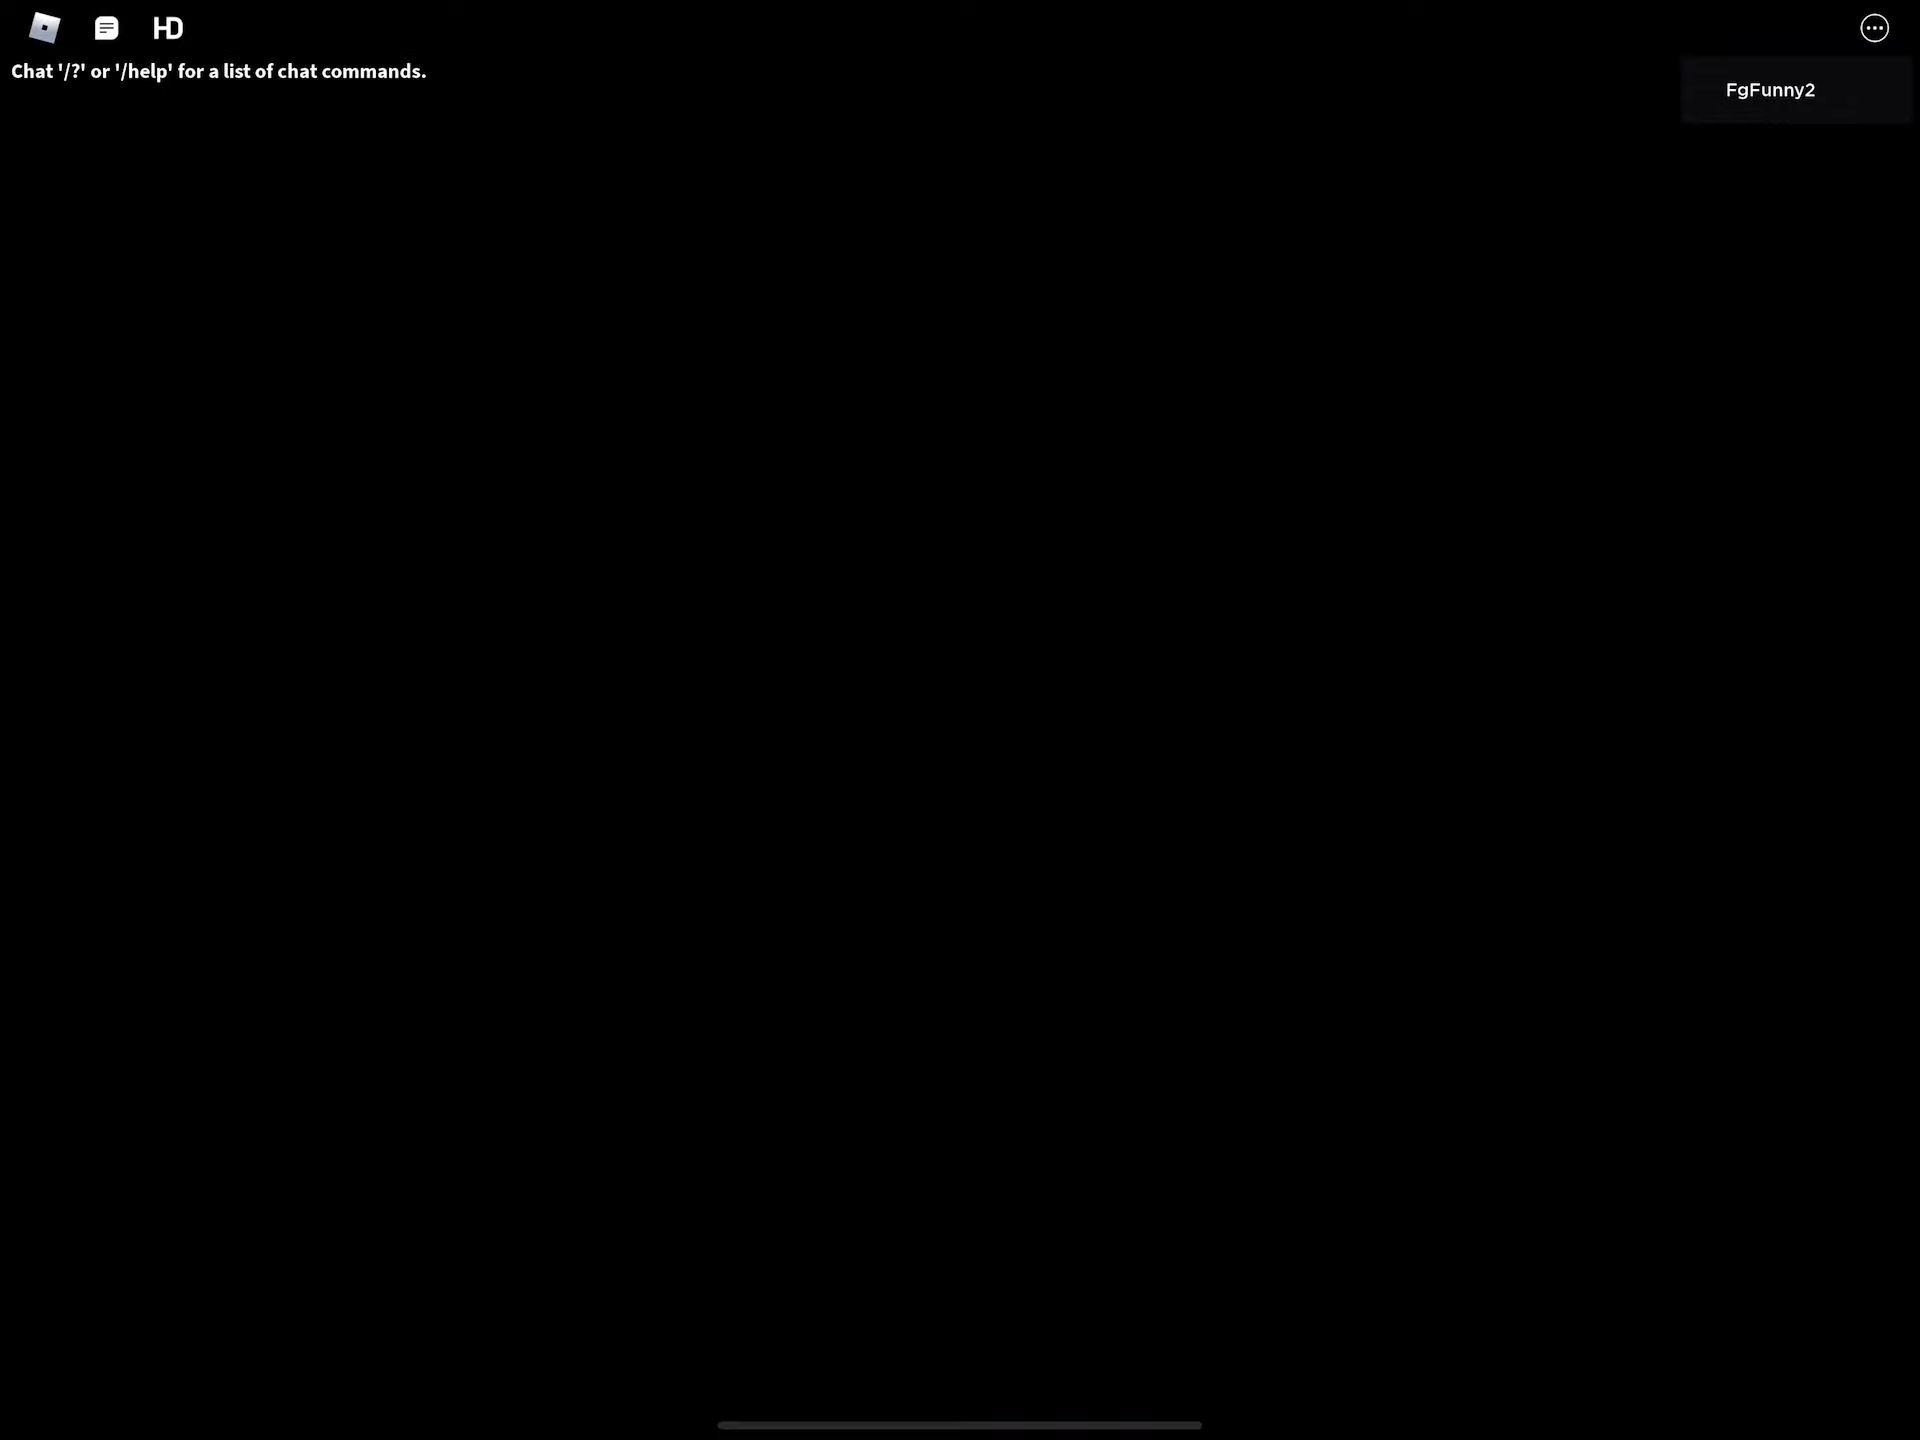 HD
Chat '/?' or '/help' for a list of chat commands.
FgFunny2